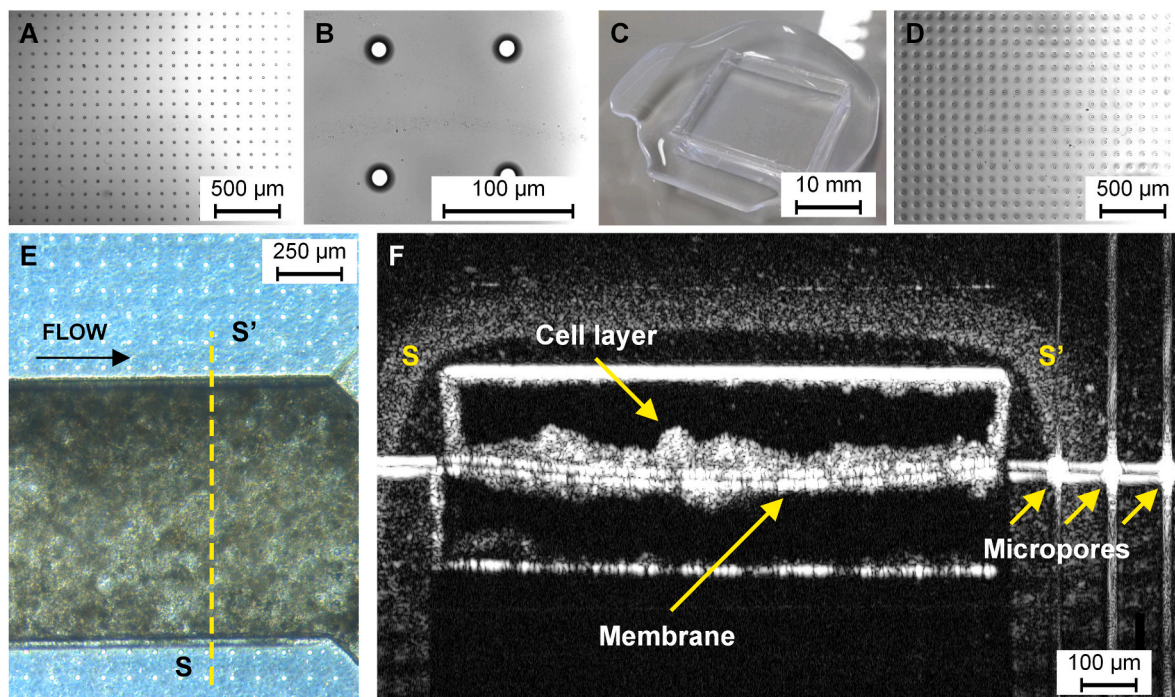 A
500 µm
B
100 µm
C
10 mm
D
500 µm
E
250 µm
S'
FLOW
S
F
Cell layer
S
S'
Micropores
Membrane
100 µm